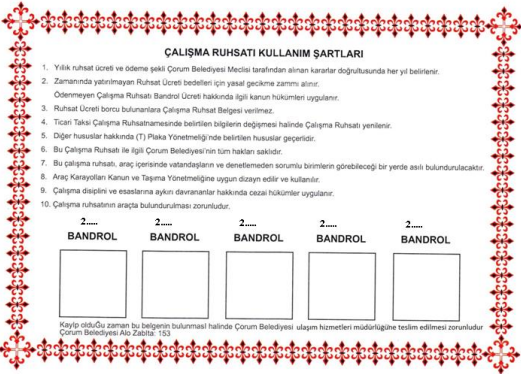 ÇALIŞMA RUHSATI KULLANIM ŞARTLARI
1. Yıllık ruhsat ücreti ve ödeme şekli Çorum Belediyesi Meclisi tarafından alınan kararlar doğrultusunda her yıl belirlenir.
2. Zamanında yatırılmayan Ruhsat Ücreti bedelleri için yasal gecikme zammı alınır.
Ödenmeyen Çalışma Ruhsatı Bandrol Ücreti hakkında ilgili kanun hükümleri uygulanır.
3. Ruhsat Ücreti borcu bulunanlara Çalışma Ruhsat Belgesi verilmez.
4. Ticari Taksi Çalışma Ruhsatnamesinde belirtilen bilgilerin değişmesi halinde Çalışma Ruhsatı yenilenir.
5. Diğer hususlar hakkında (T) Plaka Yönetmeliği'nde belirtilen hususlar geçerlidir.
6. Bu Çalışma Ruhsatı ile ilgili Çorum Belediyesi'nin tüm hakları saklıdır.
7. Bu çalışma ruhsatı, araç içerisinde vatandaşların ve denetlemeden sorumlu birimlerin görebileceği bir yerde asılı bulundurulacaktır.
8. Araç Karayolları Kanun ve Taşıma Yönetmeliğine uygun dizayn edilir ve kullanılır.
9. Çalışma disiplini ve esaslarına aykırı davrananlar hakkında cezai hükümler uygulanır.
10. Çalışma ruhsatının araçta bulundurulması zorunludur.
2..... 2..... 2..... 2..... 2.....
BANDROL BANDROL BANDROL BANDROL BANDROL
Kayıp olduĞu zaman bu belgenin bulunmasI halinde Çorum Belediyesi ulaşım hizmetleri müdürlüğüne teslim edilmesi zorunludur
Çorum Belediyesi Alo Zabıta: 153